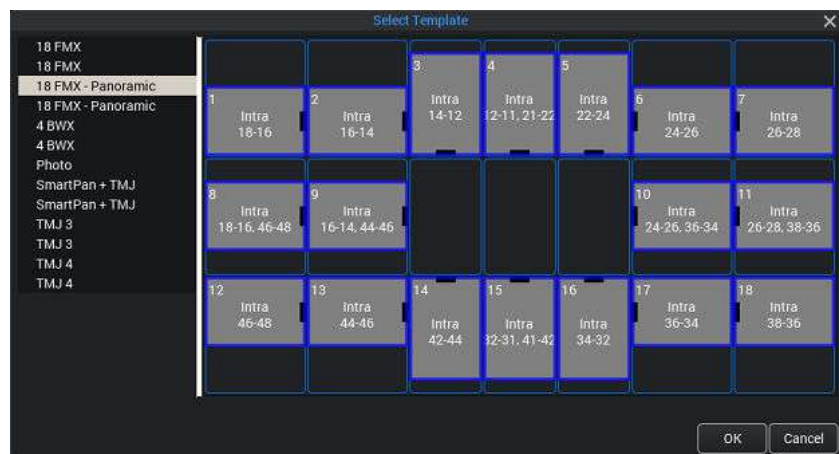 Select Template
18 FMX
18 FMX
18 FMX - Panoramic
18 FMX - Panoramic
4 BWX
4 BWX
Photo
SmartPan + TMJ
SmartPan + TMJ
TMJ 3
TMJ 3
TMJ 4
TMJ 4
1
Intra
18-16
2
Intra
16-14
3
Intra
14-12
4
Intra
12-11, 21-22
5
Intra
22-24
6
Intra
24-26
7
Intra
26-28
8
Intra
18-16, 46-48
9
Intra
16-14, 44-46
10
Intra
24-26, 36-34
11
Intra
26-28, 38-36
12
Intra
46-48
13
Intra
44-46
14
Intra
42-44
15
Intra
32-31, 41-42
16
Intra
34-32
17
Intra
36-34
18
Intra
38-36
OK
Cancel